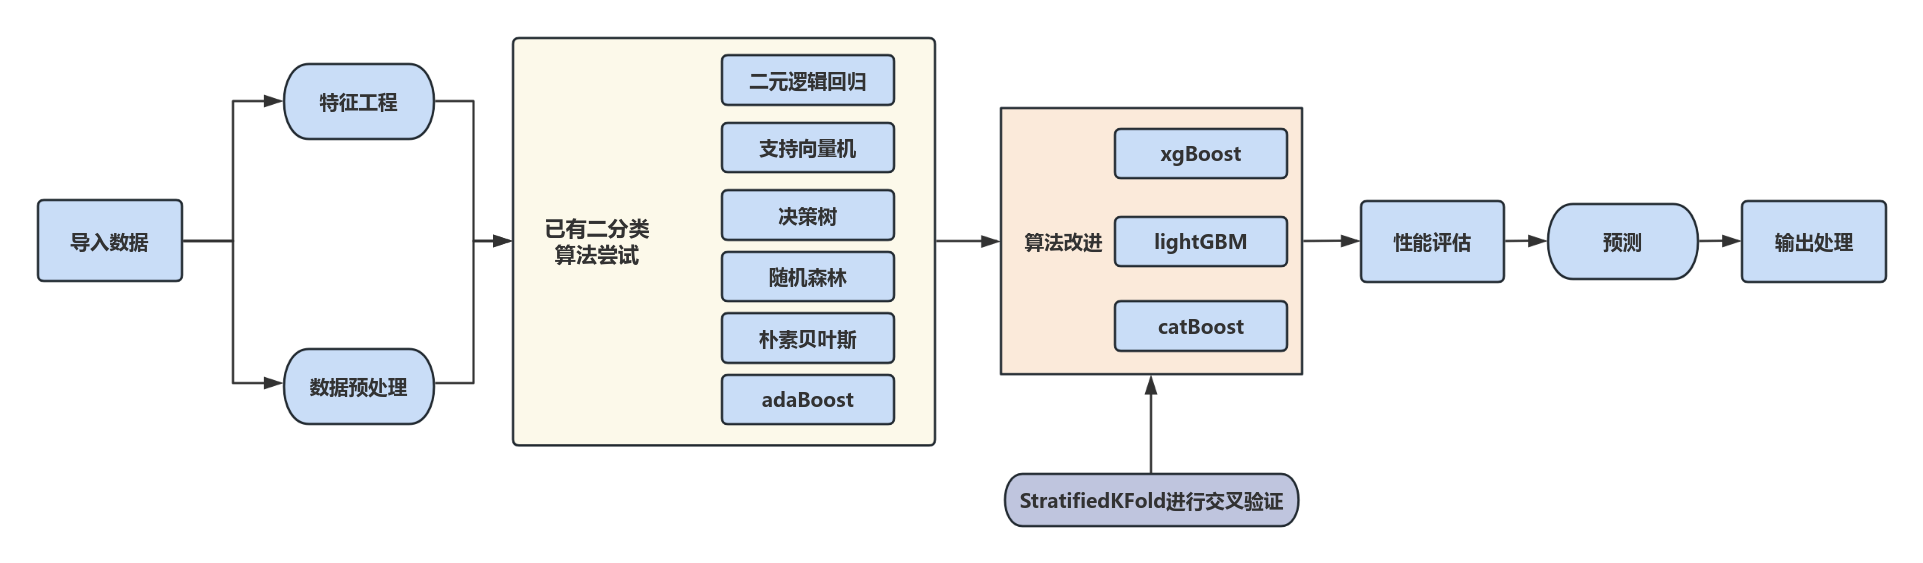 导入数据
特征工程
数据预处理
已有二分类
算法尝试
二元逻辑回归
支持向量机
决策树
随机森林
朴素贝叶斯
adaBoost
算法改进
xgBoost
lightGBM
catBoost
StratifiedKFold进行交叉验证
性能评估
预测
输出处理